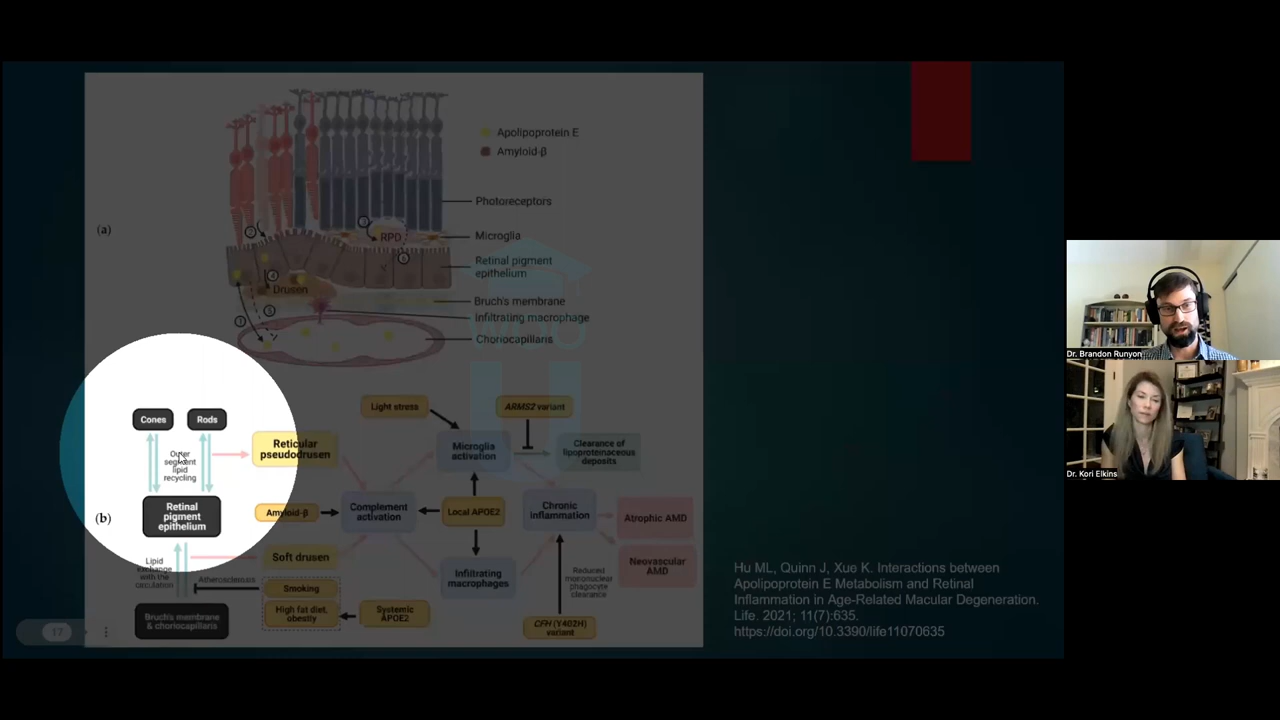 Apolipoprotein E
Amyloid-β
Photoreceptors
(a)
RPD
Microglia
Retinal pigment
epithelium
Drusen
Bruch's membrane
Infiltrating macrophage
Choriocapillaris
Cones
Rods
Outer
segment
lipid
recycling
Retinal
pigment
epithelium
(b)
Lipid
exchange
with the
circulation
Bruch's membrane
& choriocapillaris
Reticular
pseudodrusen
Amyloid-β
Soft drusen
Atherosclerosis
Smoking
High fat diet,
obesity
Systemic
APOE2
Light stress
ARMS2 variant
Microglia
activation
Clearance of
lipoproteinaceous
deposits
Complement
activation
Local APOE2
Chronic
inflammation
Atrophic AMD
Neovascular
AMD
Infiltrating
macrophages
Reduced
mononuclear
phagocyte
clearance
CFH (Y402H)
variant
17
Hu ML, Quinn J, Xue K. Interactions between
Apolipoprotein E Metabolism and Retinal
Inflammation in Age-Related Macular Degeneration.
Life. 2021; 11(7):635.
https://doi.org/10.3390/life11070635
Dr. Brandon Runyon
Dr. Kori Elkins